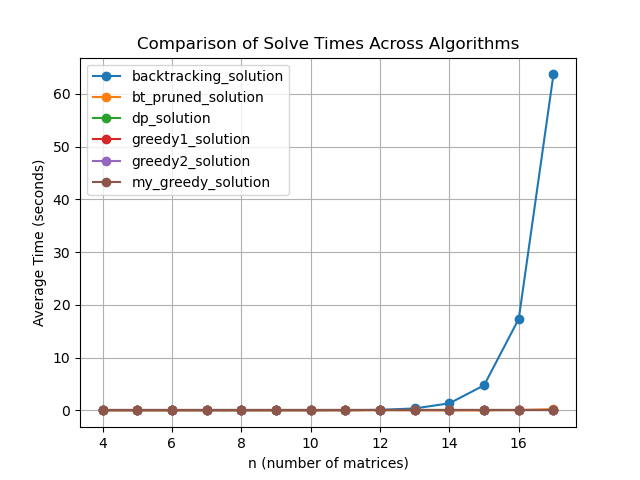 Comparison of Solve Times Across Algorithms
backtracking_solution
bt_pruned_solution
dp_solution
greedy1_solution
greedy2_solution
my_greedy_solution
Average Time (seconds)
60
50
40
30
20
10
0
4 6 8 10 12 14 16
n (number of matrices)